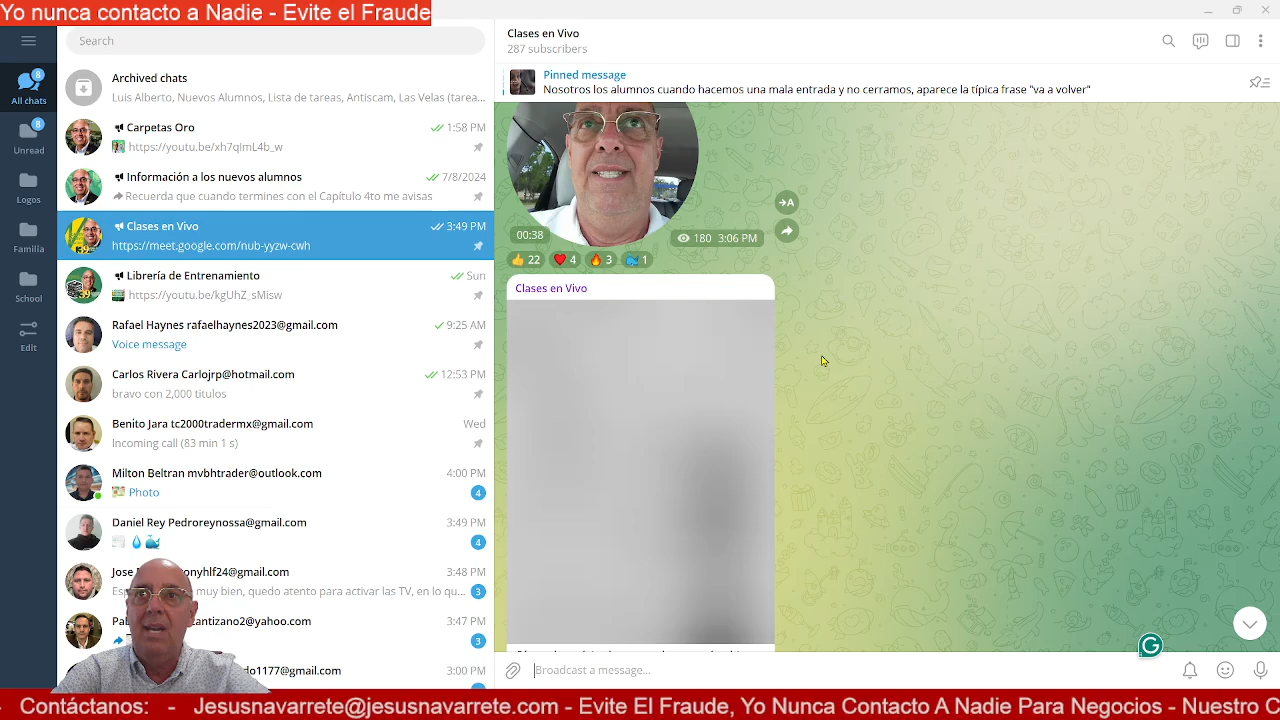 Yo nunca contacto a Nadie - Evite el Fraude
Search
8
All chats
8
Unread
Logos
Familia
School
Edit
Archived chats
Luis Alberto, Nuevos Alumnos, Lista de tareas, Antiscam, Las Velas (tarea...
Carpetas Oro
1:58 PM
https://youtu.be/xh7qImL4b_w
Información a los nuevos alumnos
7/8/2024
Recuerda que cuando termines con el Capítulo 4to me avisas
Clases en Vivo
3:49 PM
https://meet.google.com/nub-yyzw-cwh
Librería de Entrenamiento
Sun
https://youtu.be/kgUhZ_sMisw
Rafael Haynes rafaelhaynes2023@gmail.com
9:25 AM
Voice message
Carlos Rivera Carlojrp@hotmail.com
12:53 PM
bravo con 2,000 titulos
Benito Jara tc2000tradermx@gmail.com
Wed
Incoming call (83 min 1 s)
Milton Beltran mvbhtrader@outlook.com
4:00 PM
Photo
4
Daniel Rey Pedroreynossa@gmail.com
3:49 PM
4
Jose
onyhlf24@gmail.com
3:48 PM
muy bien, quedo atento para activar las TV, en lo qu...
3
antizano2@yahoo.com
3:47 PM
3
do1177@gmail.com
3:00 PM
Clases en Vivo
287 subscribers
Pinned message
Nosotros los alumnos cuando hacemos una mala entrada y no cerramos, aparece la típica frase "va a volver"
00:38
180 3:06 PM
22
4
3
1
Clases en Vivo
Broadcast a message...
- Contáctanos: - Jesusnavarrete@jesusnavarrete.com - Evite El Fraude, Yo Nunca Contacto A Nadie Para Negocios - Nuestro C